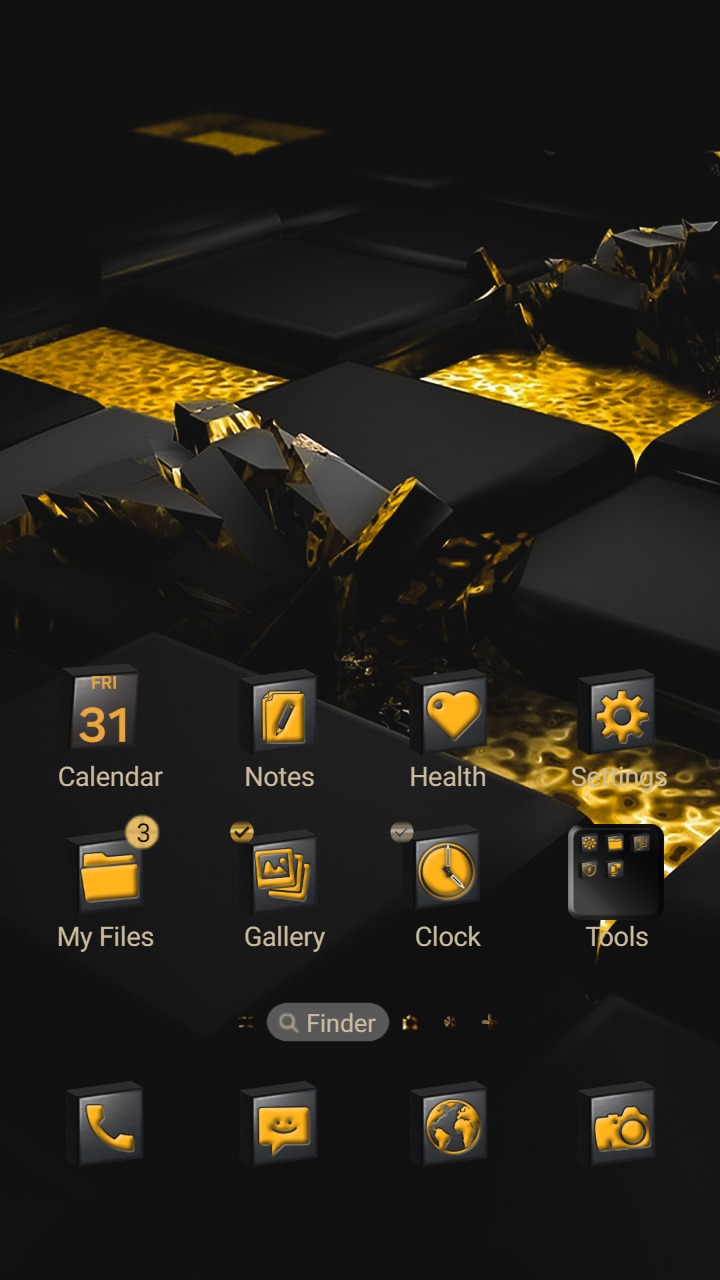 FRI
31
Calendar
Notes
Health
Settings
3
My Files
Gallery
Clock
Tools
Finder